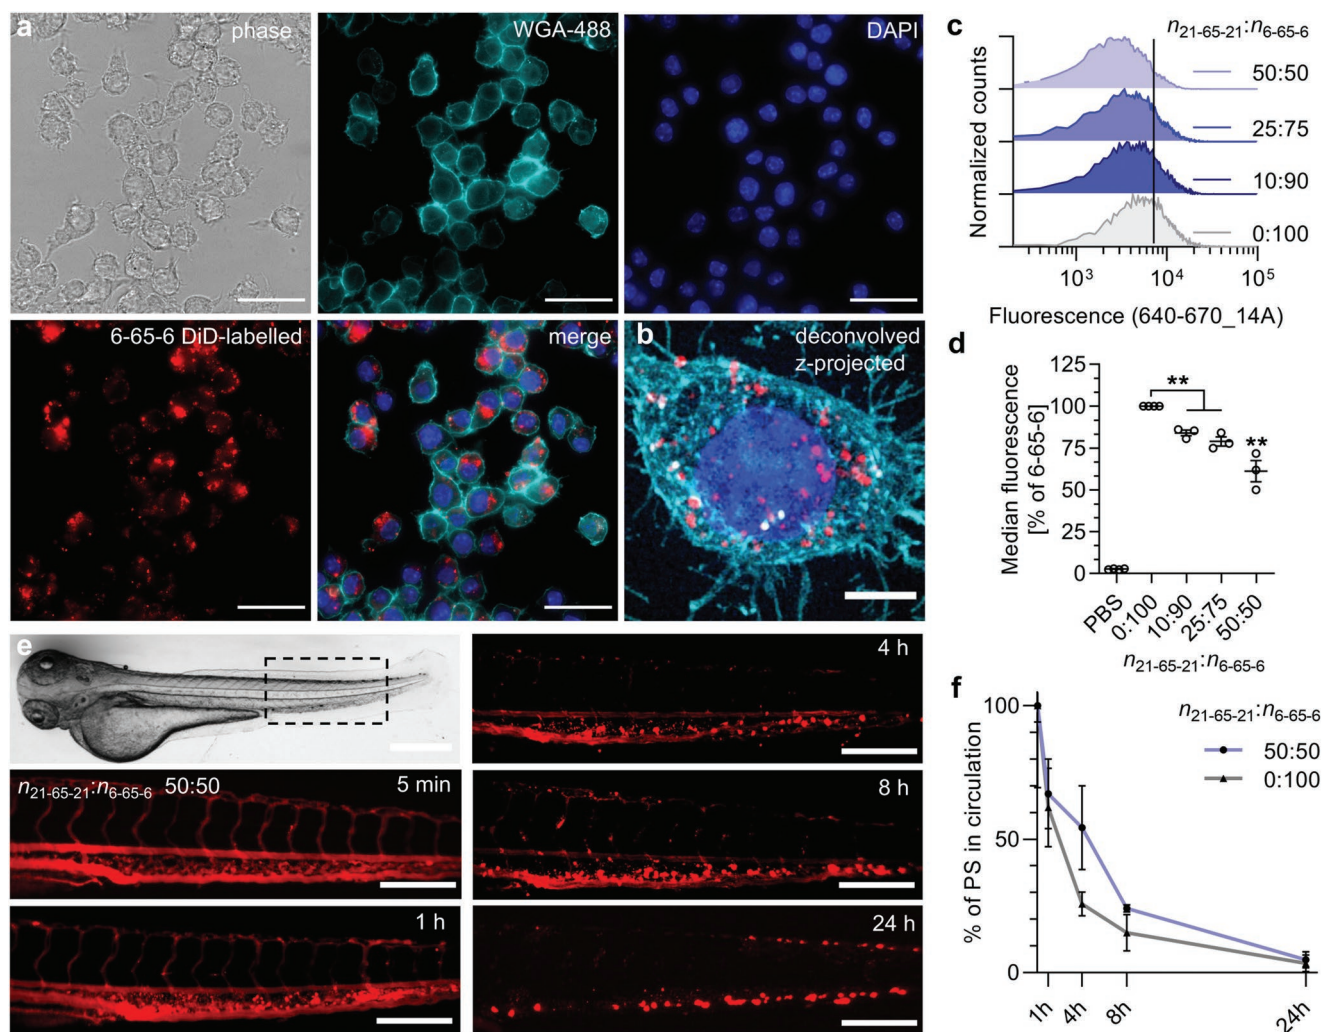 a
phase
WGA-488
DAPI
6-65-6 DiD-labelled
merge
b
deconvolved
z-projected
c
n21-65-21:n6-65-6
50:50
25:75
10:90
0:100
Normalized counts
10³ 10⁴ 10⁵
Fluorescence (640-670_14A)
d
Median fluorescence
[% of 6-65-6]
125
100
75
50
25
0
**
**
PBS
0:100
10:90
25:75
50:50
n21-65-21:n6-65-6
e
n21-65-21:n6-65-6 50:50
5 min
1 h
4 h
8 h
24 h
f
n21-65-21:n6-65-6
50:50
0:100
% of PS in circulation
100
50
0
1h 4h 8h 24h